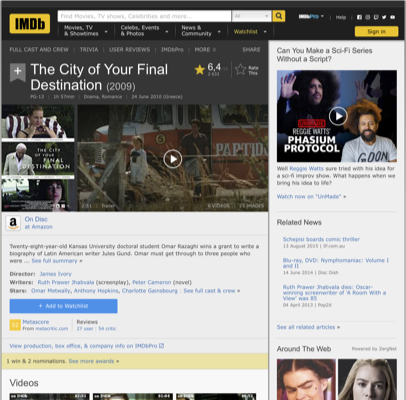 IMDb
Find Movies, TV shows, Celebrities and more...
All
IMDbPro
Help
Movies, TV
& Showtimes
Celebs, Events
& Photos
News &
Community
Watchlist
Sign in
FULL CAST AND CREW | TRIVIA | USER REVIEWS | IMDbPro | MORE
SHARE
The City of Your Final
Destination (2009)
6,4
Rate
This
PG-13 | 1h 57min | Drama, Romance | 24 June 2010 (Greece)
THE CITY
OF YOUR
FINAL
DESTINATION
2:31 | Trailer
6 VIDEOS
15 IMAGES
On Disc
at Amazon
Twenty-eight-year-old Kansas University doctoral student Omar Razaghi wins a grant to write a
biography of Latin American writer Jules Gund. Omar must get through to three people who
were ... See full summary »
Director: James Ivory
Writers: Ruth Prawer Jhabvala (screenplay), Peter Cameron (novel)
Stars: Omar Metwally, Anthony Hopkins, Charlotte Gainsbourg | See full cast & crew »
+ Add to Watchlist
Metascore
From metacritic.com
Reviews
27 user | 54 critic
View production, box office, & company info on IMDbPro
1 win & 2 nominations. See more awards »
Videos
Can You Make a Sci-Fi Series
Without a Script?
REGGIE WATTS'
PHASIUM
PROTOCOL
Well Reggie Watts sure tried with his idea for
a sci-fi improv show. What happens when we
bring his idea to life?
Watch now on "UnMade" »
Related News
Schepisi boards comic thriller
13 August 2015 | IF.com.au
Blu-ray, DVD: Nymphomaniac: Volume I
and II
14 June 2014 | Disc Dish
Ruth Prawer Jhabvala dies: Oscar-
winning screenwriter of 'A Room With a
View' was 85
04 April 2013 | Pop2it
See all related articles »
Around The Web
Powered by ZergNet